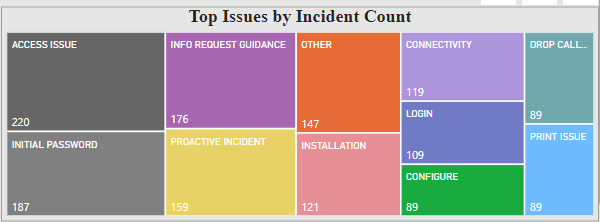 Top Issues by Incident Count
ACCESS ISSUE
220
INITIAL PASSWORD
187
INFO REQUEST GUIDANCE
176
PROACTIVE INCIDENT
159
OTHER
147
INSTALLATION
121
CONNECTIVITY
119
LOGIN
109
CONFIGURE
89
DROP CALL...
89
PRINT ISSUE
89